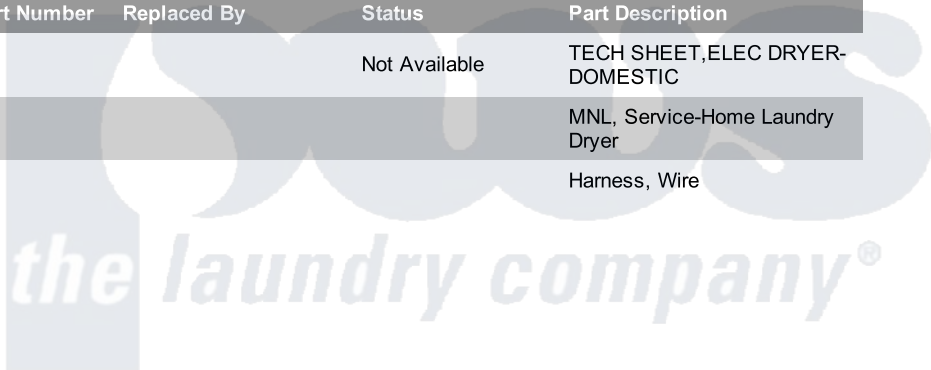 rt Number Replaced By Status Part Description
Not Available TECH SHEET,ELEC DRYER-
DOMESTIC
MNL, Service-Home Laundry
Dryer
Harness, Wire
the laundry company®